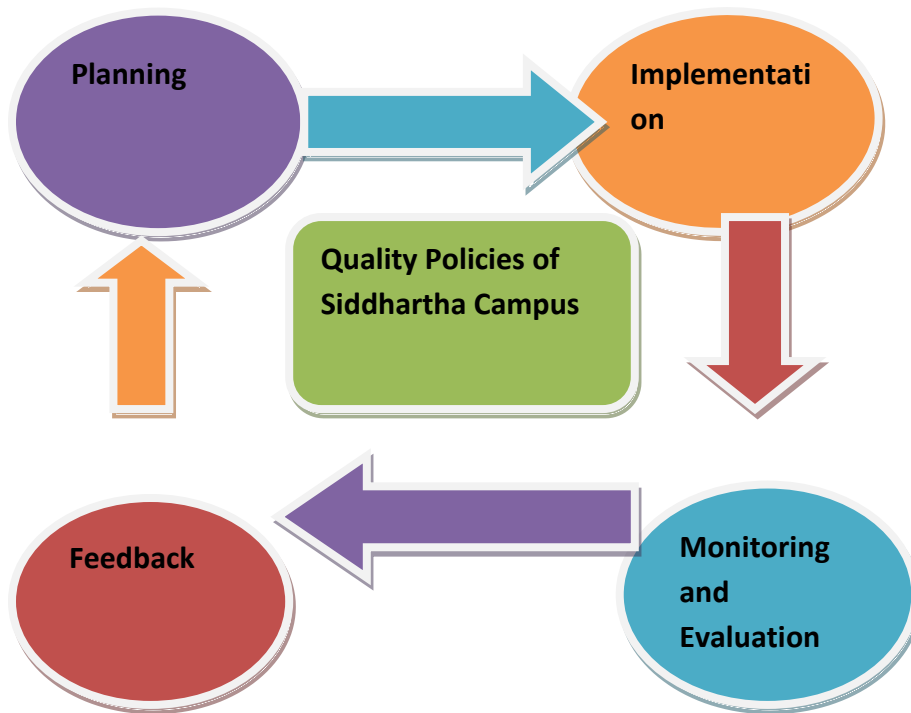 Planning
Implementati
on
Quality Policies of
Siddhartha Campus
Feedback
Monitoring
and
Evaluation